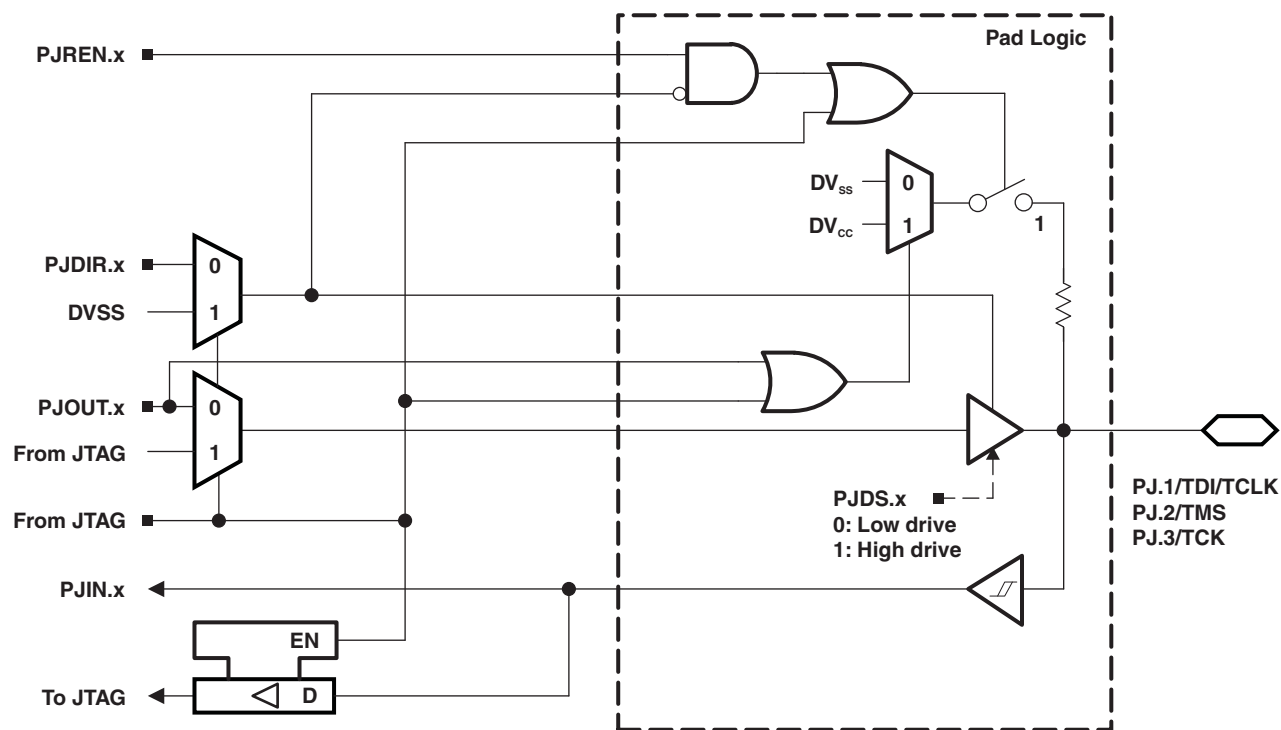 Pad Logic
PJREN.x
DVss 0
DVcc 1
1
PJDIR.x 0
DVSS 1
PJOUT.x 0
From JTAG 1
From JTAG
PJDS.x
0: Low drive
1: High drive
PJ.1/TDI/TCLK
PJ.2/TMS
PJ.3/TCK
PJIN.x
EN
To JTAG
D